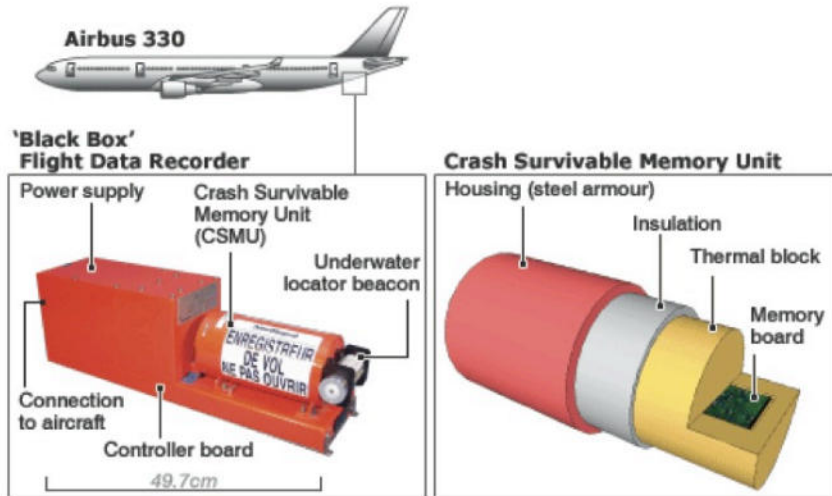 Airbus 330
'Black Box'
Flight Data Recorder
Power supply
Crash Survivable
Memory Unit
(CSMU)
Underwater
locator beacon
ENREGISTREUR
DE VOL
NE PAS OUVRIR
Connection
to aircraft
Controller board
49.7cm
Crash Survivable Memory Unit
Housing (steel armour)
Insulation
Thermal block
Memory
board